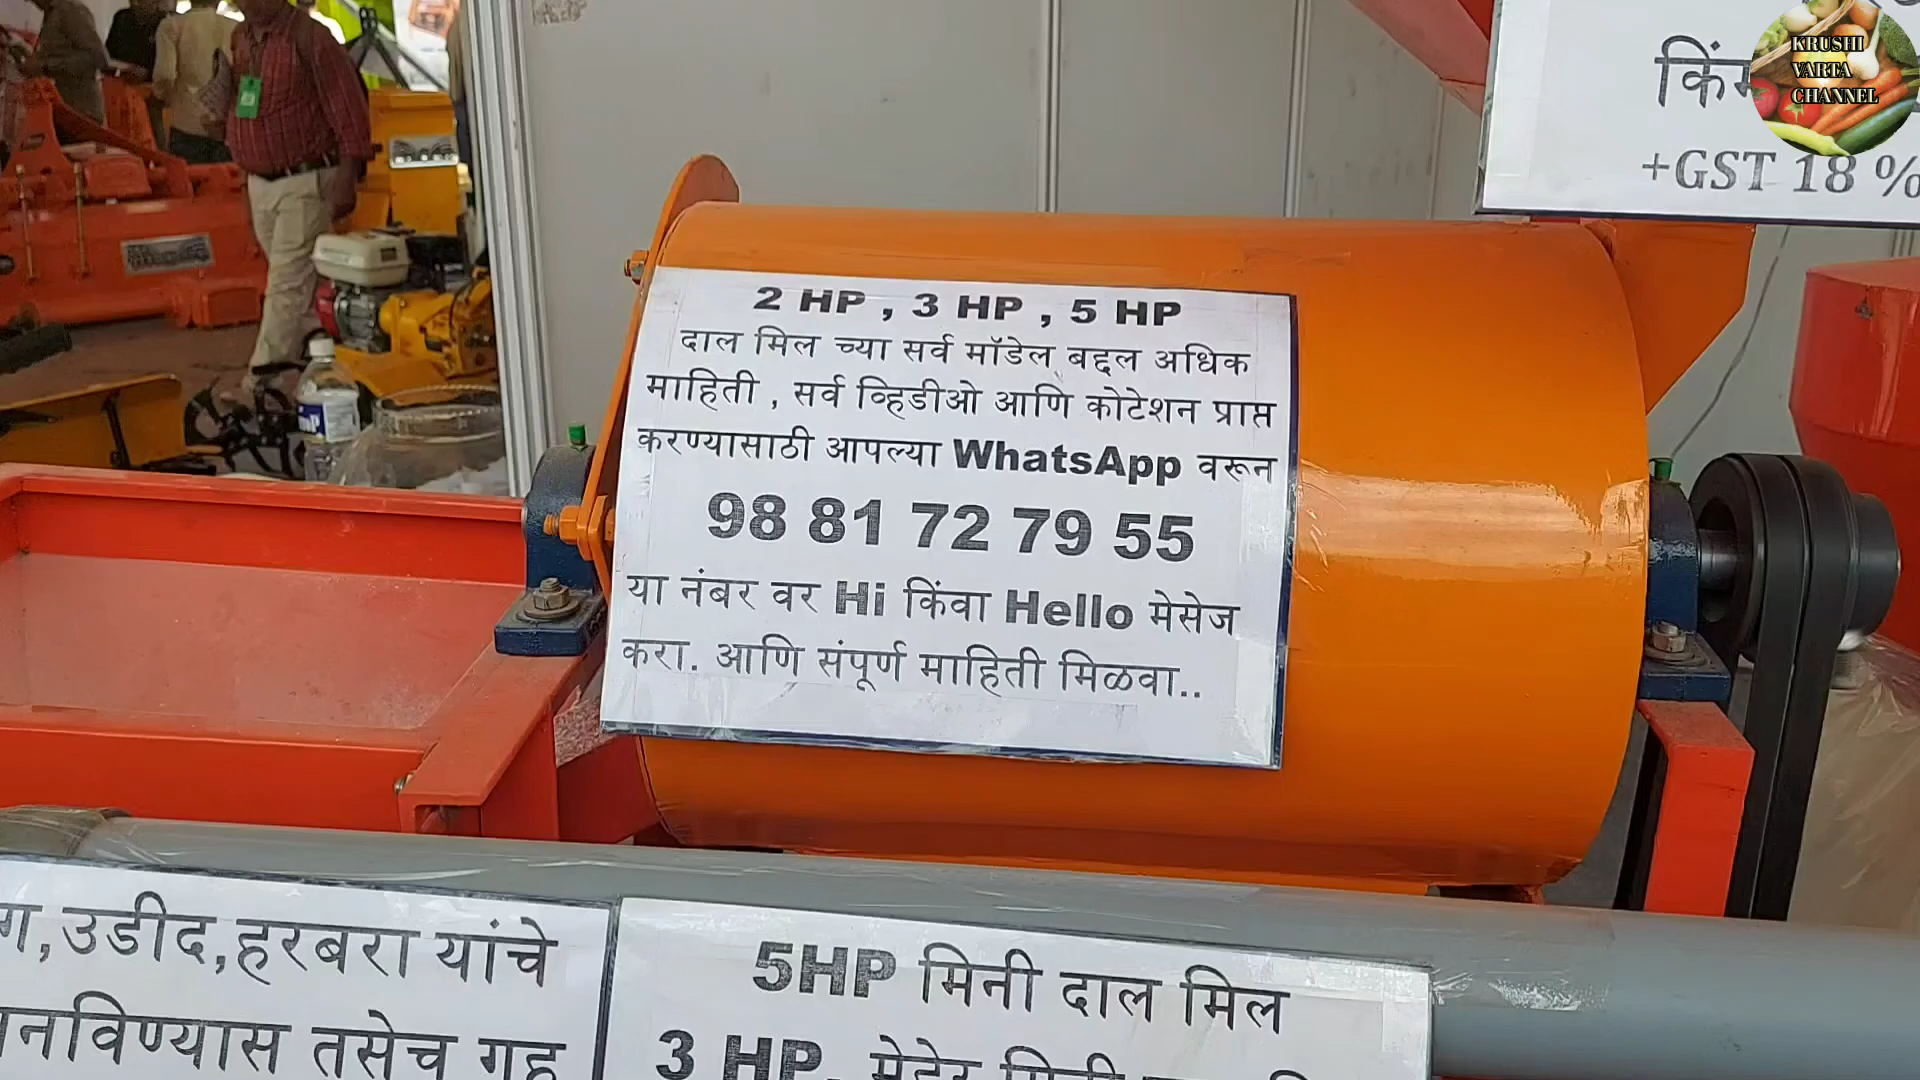 KRUSHI
VARTA
CHANNEL
+GST 18 %
2 HP , 3 HP , 5 HP
दाल मिल च्या सर्व मॉडेल बद्दल अधिक
माहिती , सर्व व्हिडीओ आणि कोटेशन प्राप्त
करण्यासाठी आपल्या WhatsApp वरून
98 81 72 79 55
या नंबर वर Hi किंवा Hello मेसेज
करा. आणि संपूर्ण माहिती मिळवा..
,उडीद,हरबरा यांचे
तसेच गृह
5HP मिनी दाल मिल
3 HP.